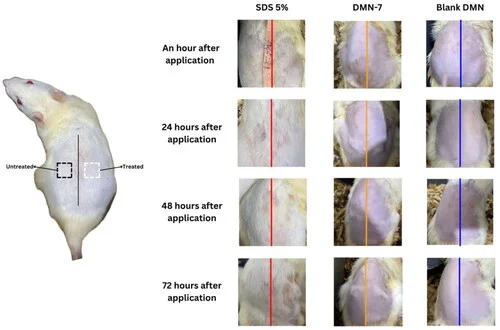 SDS 5%
DMN-7
Blank DMN
An hour after
application
24 hours after
application
Untreated
Treated
48 hours after
application
72 hours after
application